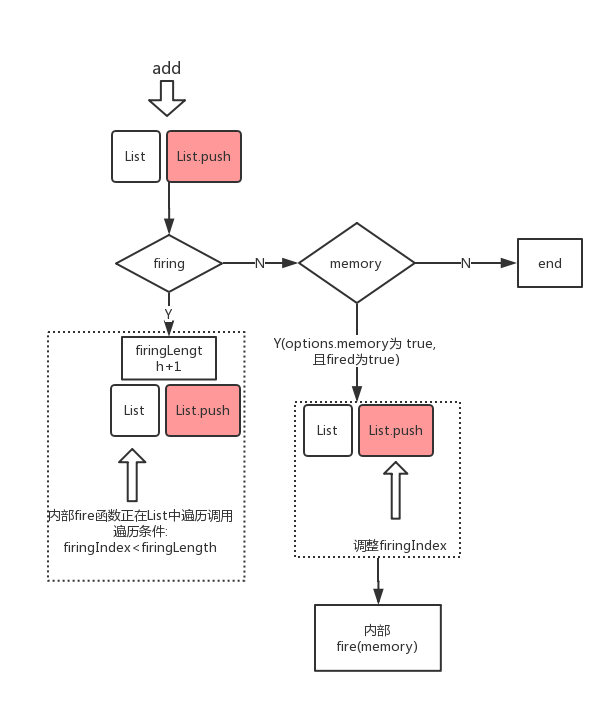 add
List
List.push
firing
N
memory
N
end
Y
firingLengt
h+1
List
List.push
内部fire函数正在List中遍历调用
遍历条件:
firingIndex<firingLength
Y(options.memory为 true,
且fired为true)
List
List.push
调整firingIndex
内部
fire(memory)